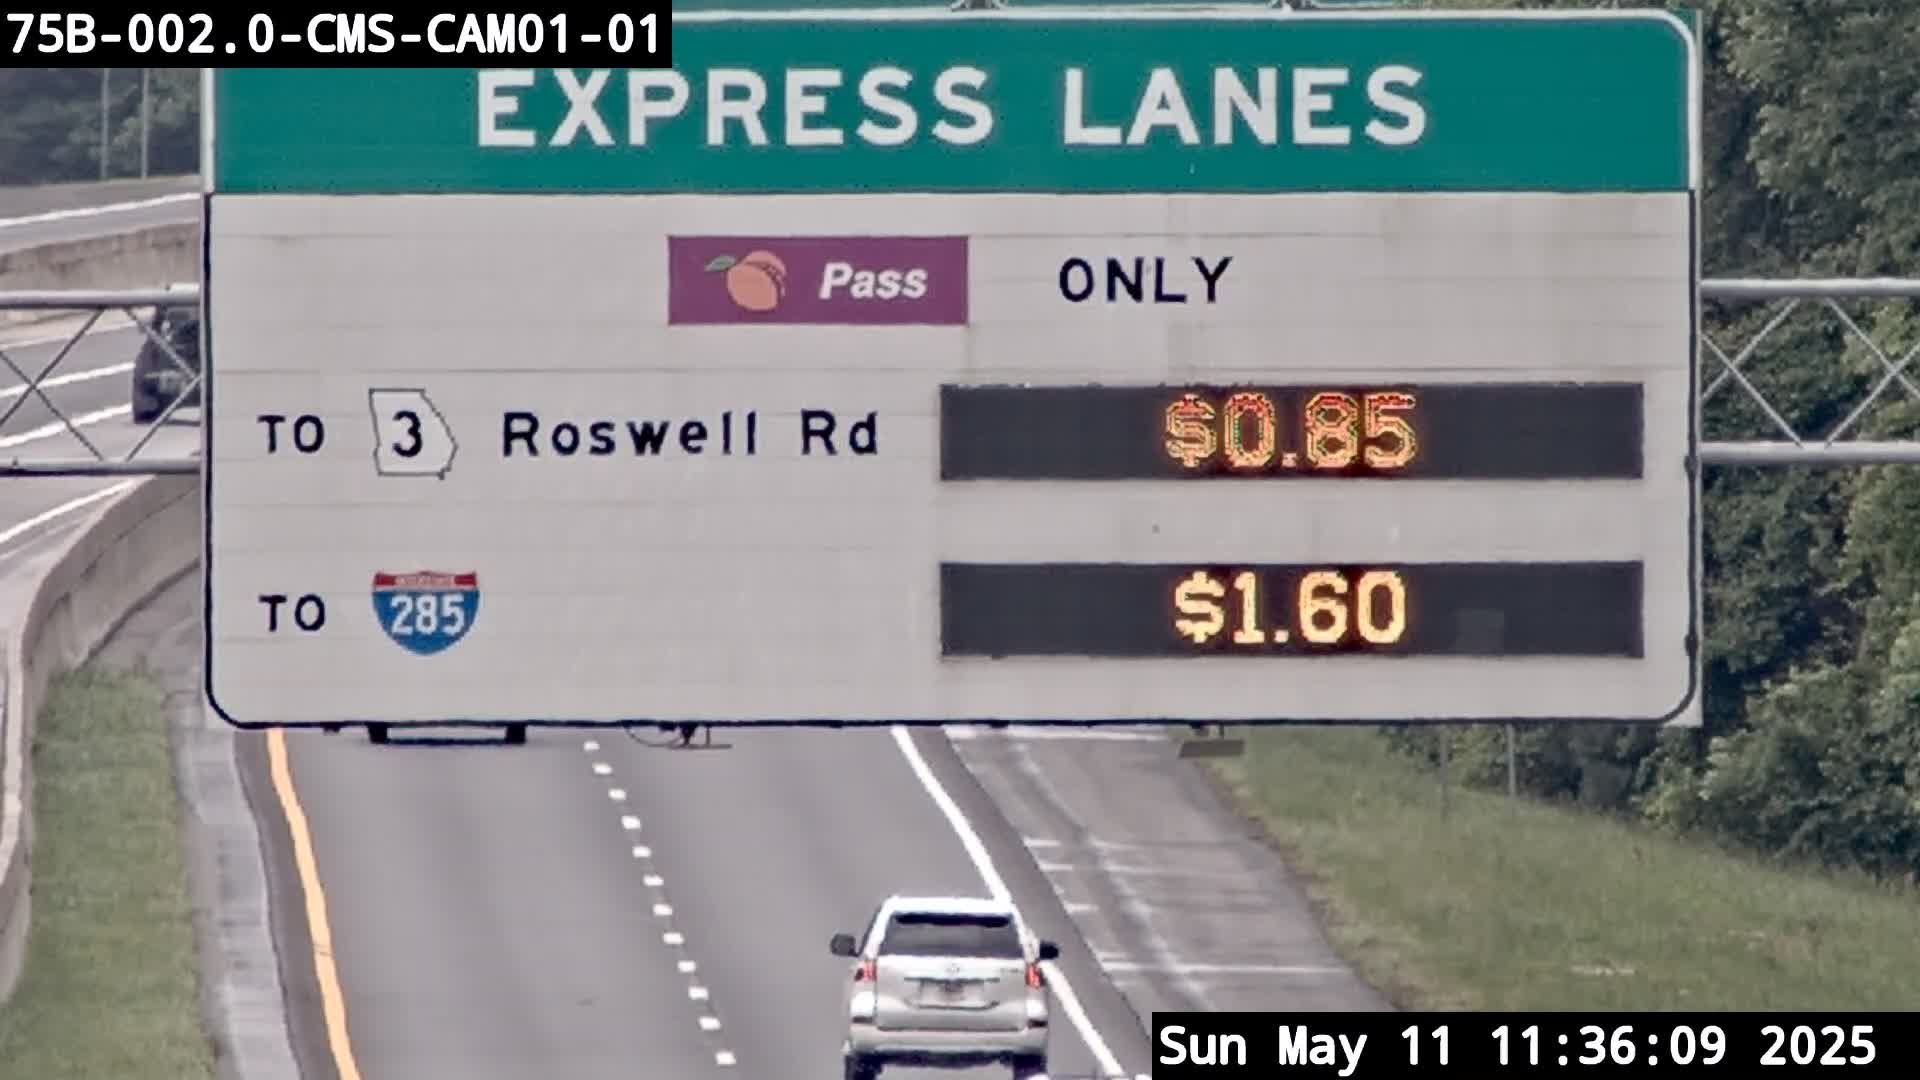 75B-002.0-CMS-CAM01-01
EXPRESS LANES
Pass ONLY
TO 3 Roswell Rd $0.85
INTERSTATE
TO 285 $1.60
Sun May 11 11:36:09 2025